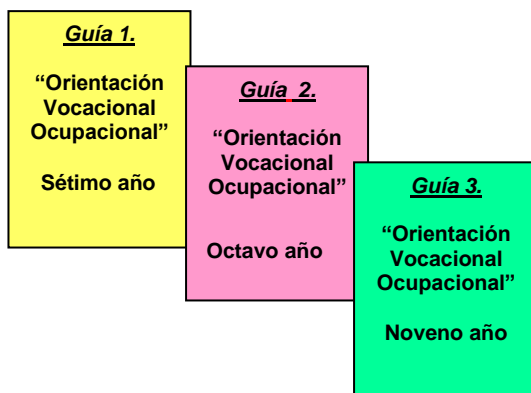 Guía 1.
“Orientación
Vocacional
Ocupacional”
Sétimo año
Guía 2.
“Orientación
Vocacional
Ocupacional”
Octavo año
Guía 3.
“Orientación
Vocacional
Ocupacional”
Noveno año